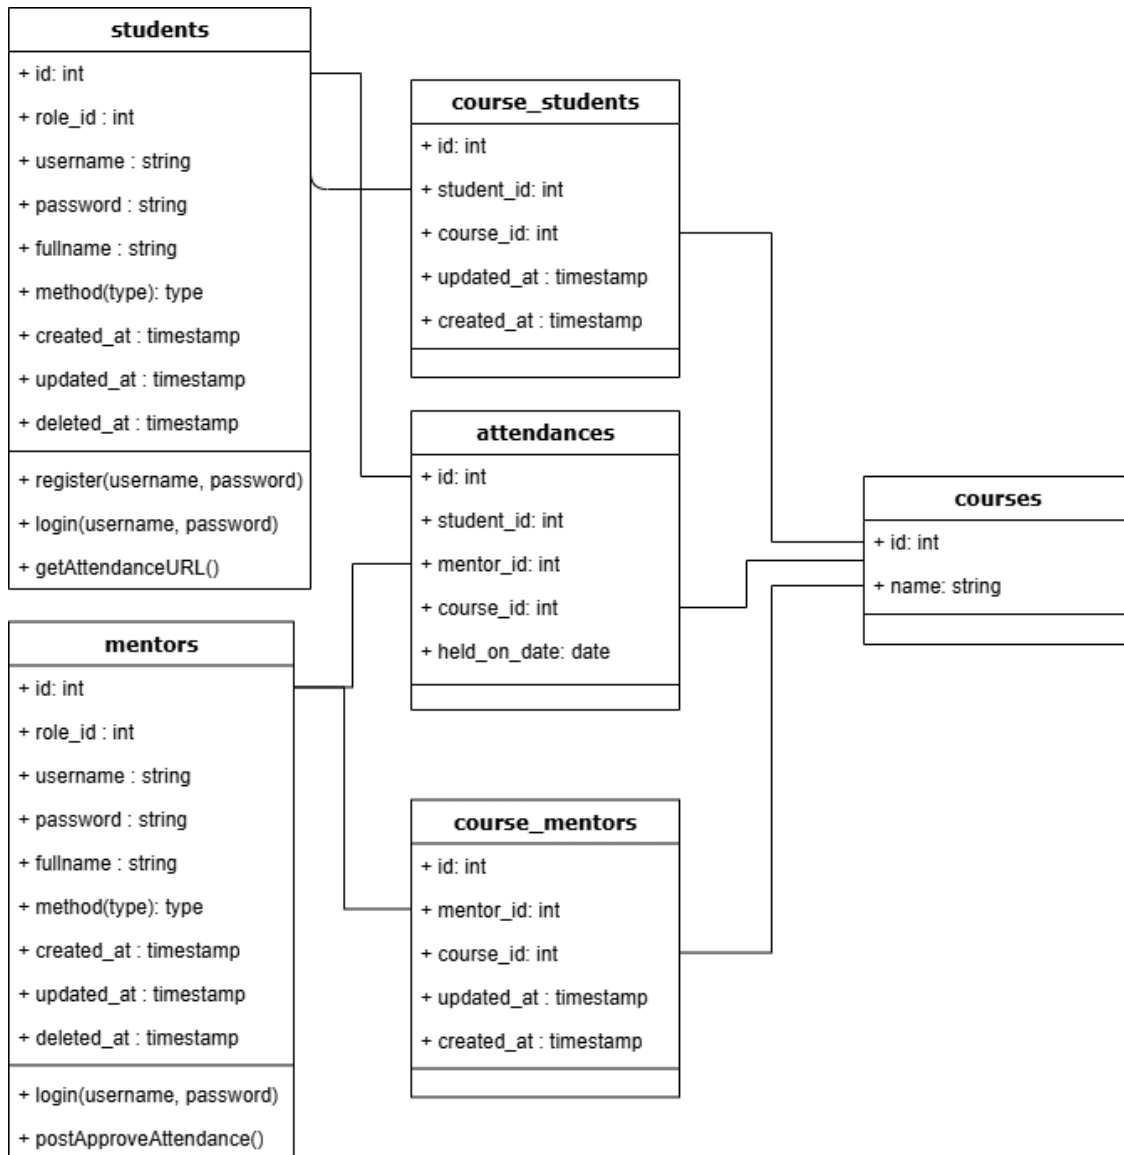 students
+ id: int
+ role_id : int
+ username : string
+ password : string
+ fullname : string
+ method(type): type
+ created_at : timestamp
+ updated_at : timestamp
+ deleted_at : timestamp
+ register(username, password)
+ login(username, password)
+ getAttendanceURL()
mentors
+ id: int
+ role_id : int
+ username : string
+ password : string
+ fullname : string
+ method(type): type
+ created_at : timestamp
+ updated_at : timestamp
+ deleted_at : timestamp
+ login(username, password)
+ postApproveAttendance()
course_students
+ id: int
+ student_id: int
+ course_id: int
+ updated_at : timestamp
+ created_at : timestamp
attendances
+ id: int
+ student_id: int
+ mentor_id: int
+ course_id: int
+ held_on_date: date
course_mentors
+ id: int
+ mentor_id: int
+ course_id: int
+ updated_at : timestamp
+ created_at : timestamp
courses
+ id: int
+ name: string